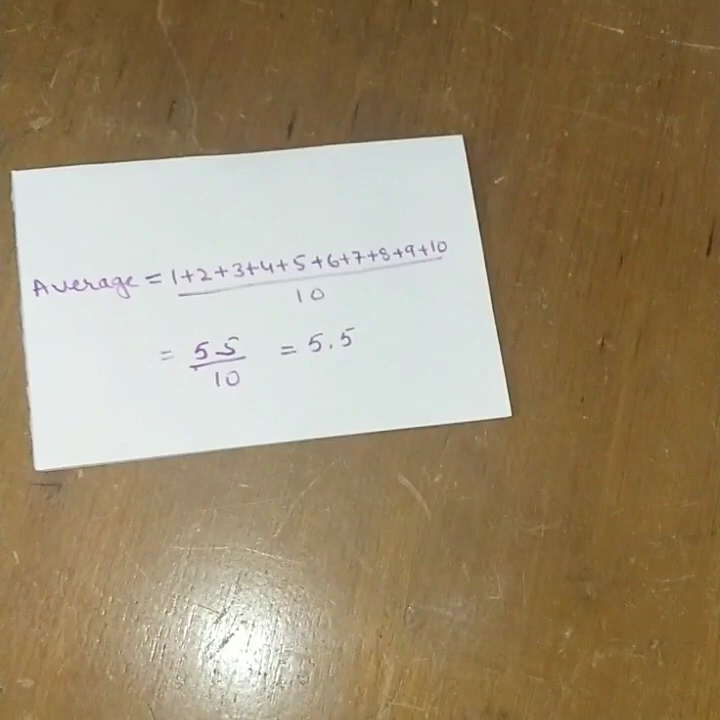 Average = 1+2+3+4+5+6+7+8+9+10
10
= 55 = 5.5
10